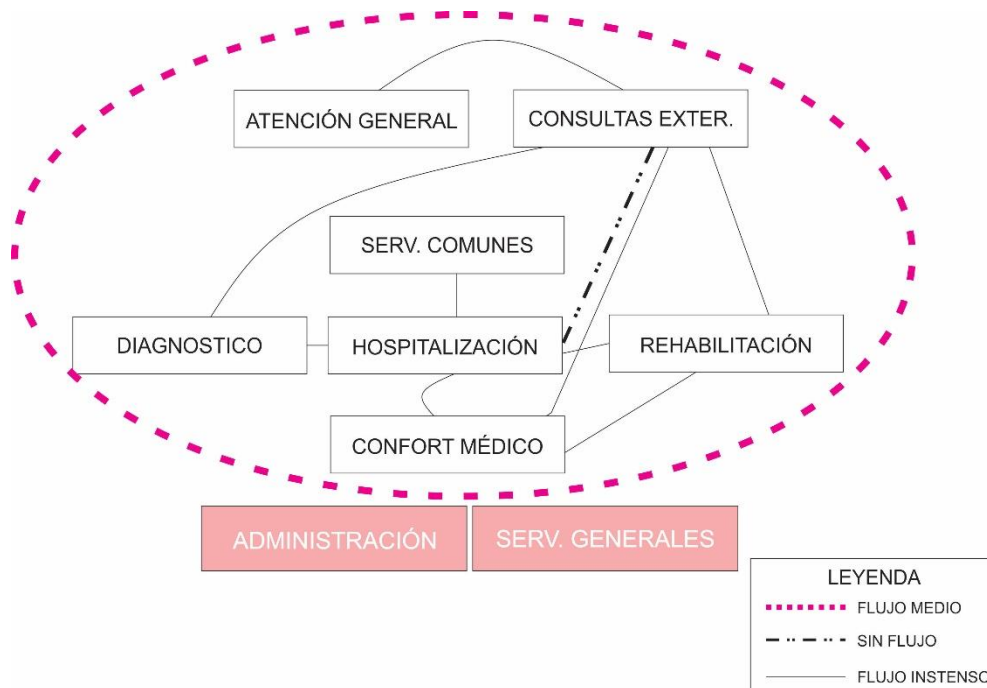 ATENCIÓN GENERAL
CONSULTAS EXTER.
SERV. COMUNES
DIAGNOSTICO
HOSPITALIZACIÓN
REHABILITACIÓN
CONFORT MÉDICO
ADMINISTRACIÓN
SERV. GENERALES
LEYENDA
FLUJO MEDIO
SIN FLUJO
FLUJO INSTENSO